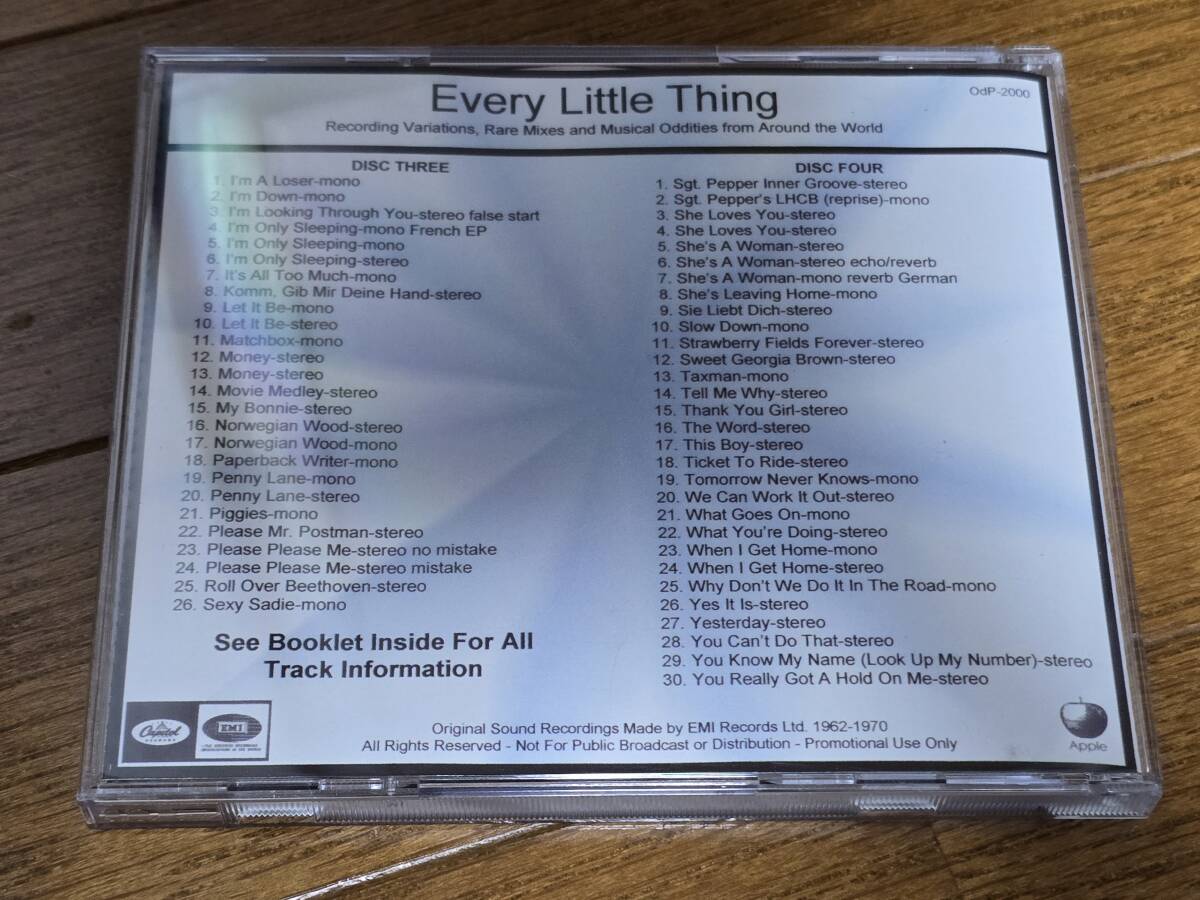 Every Little Thing
OdP-2000
Recording Variations, Rare Mixes and Musical Oddities from Around the World
DISC THREE
1. I'm A Loser-mono
2. I'm Down-mono
3. I'm Looking Through You-stereo false start
4. I'm Only Sleeping-mono French EP
5. I'm Only Sleeping-mono
6. I'm Only Sleeping-stereo
7. It's All Too Much-mono
8. Komm, Gib Mir Deine Hand-stereo
9. Let It Be-mono
10. Let It Be-stereo
11. Matchbox-mono
12. Money-stereo
13. Money-stereo
14. Movie Medley-stereo
15. My Bonnie-stereo
16. Norwegian Wood-stereo
17. Norwegian Wood-mono
18. Paperback Writer-mono
19. Penny Lane-mono
20. Penny Lane-stereo
21. Piggies-mono
22. Please Mr. Postman-stereo
23. Please Please Me-stereo no mistake
24. Please Please Me-stereo mistake
25. Roll Over Beethoven-stereo
26. Sexy Sadie-mono
See Booklet Inside For All
Track Information
DISC FOUR
1. Sgt. Pepper Inner Groove-stereo
2. Sgt. Pepper's LHCB (reprise)-mono
3. She Loves You-stereo
4. She Loves You-stereo
5. She's A Woman-stereo
6. She's A Woman-stereo echo/reverb
7. She's A Woman-mono reverb German
8. She's Leaving Home-mono
9. Sie Liebt Dich-stereo
10. Slow Down-mono
11. Strawberry Fields Forever-stereo
12. Sweet Georgia Brown-stereo
13. Taxman-mono
14. Tell Me Why-stereo
15. Thank You Girl-stereo
16. The Word-stereo
17. This Boy-stereo
18. Ticket To Ride-stereo
19. Tomorrow Never Knows-mono
20. We Can Work It Out-stereo
21. What Goes On-mono
22. What You're Doing-stereo
23. When I Get Home-mono
24. When I Get Home-stereo
25. Why Don't We Do It In The Road-mono
26. Yes It Is-stereo
27. Yesterday-stereo
28. You Can't Do That-stereo
29. You Know My Name (Look Up My Number)-stereo
30. You Really Got A Hold On Me-stereo
Capitol
EMI
Original Sound Recordings Made by EMI Records Ltd. 1962-1970
All Rights Reserved - Not For Public Broadcast or Distribution - Promotional Use Only
Apple